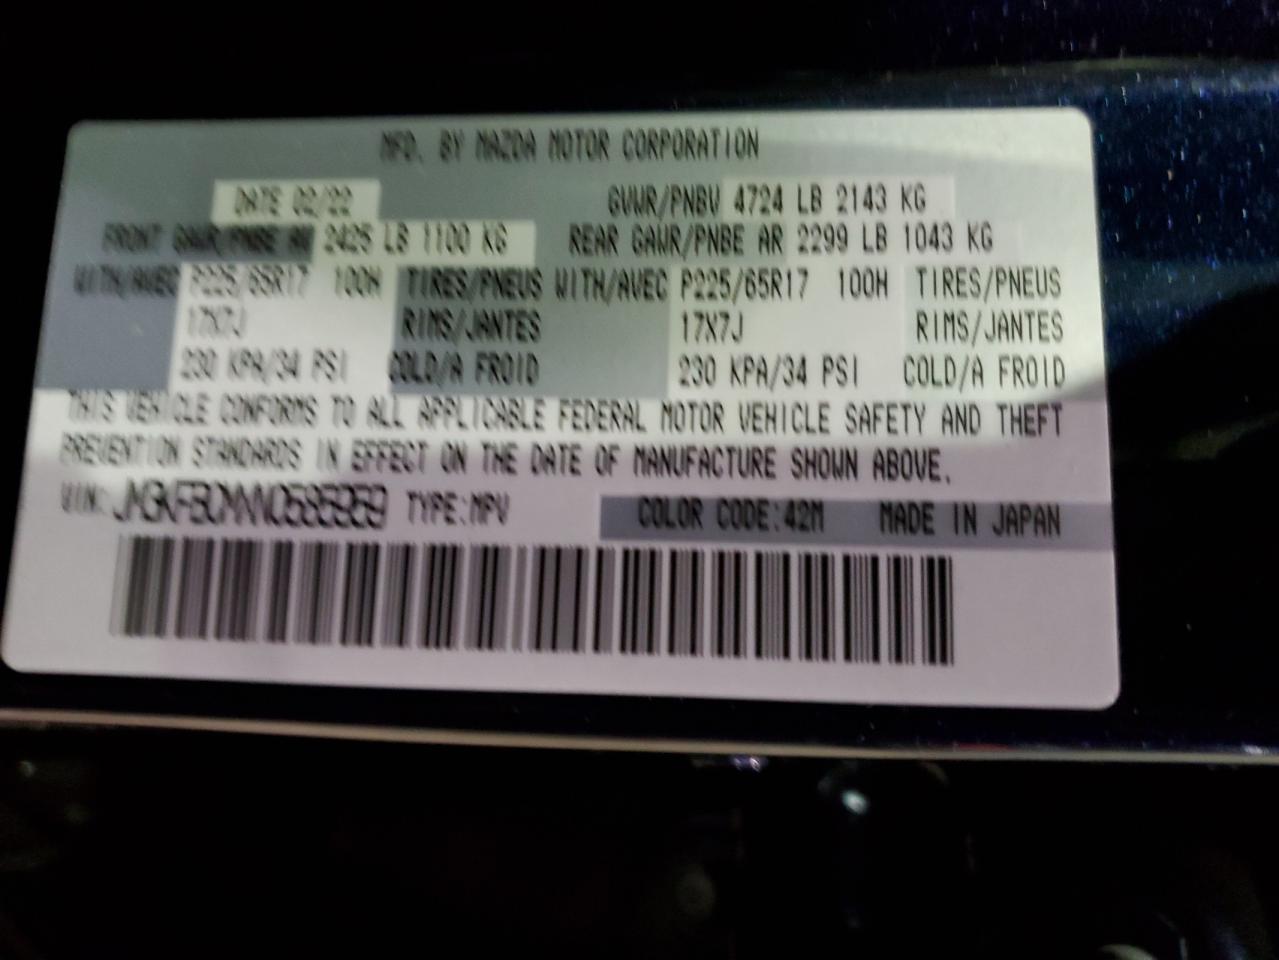 MFD. BY MAZDA MOTOR CORPORATION
DATE 02/22 GVWR/PNBV 4724 LB 2143 KG
FRONT GAWR/PNBE AV 2425 LB 1100 KG REAR GAWR/PNBE AR 2299 LB 1043 KG
WITH/AVEC P225/65R17 100H TIRES/PNEUS WITH/AVEC P225/65R17 100H TIRES/PNEUS
17X7J RIMS/JANTES 17X7J RIMS/JANTES
230 KPA/34 PSI COLD/A FROID 230 KPA/34 PSI COLD/A FROID
THIS VEHICLE CONFORMS TO ALL APPLICABLE FEDERAL MOTOR VEHICLE SAFETY AND THEFT
PREVENTION STANDARDS IN EFFECT ON THE DATE OF MANUFACTURE SHOWN ABOVE.
VIN: TYPE:MPV COLOR CODE:42M MADE IN JAPAN